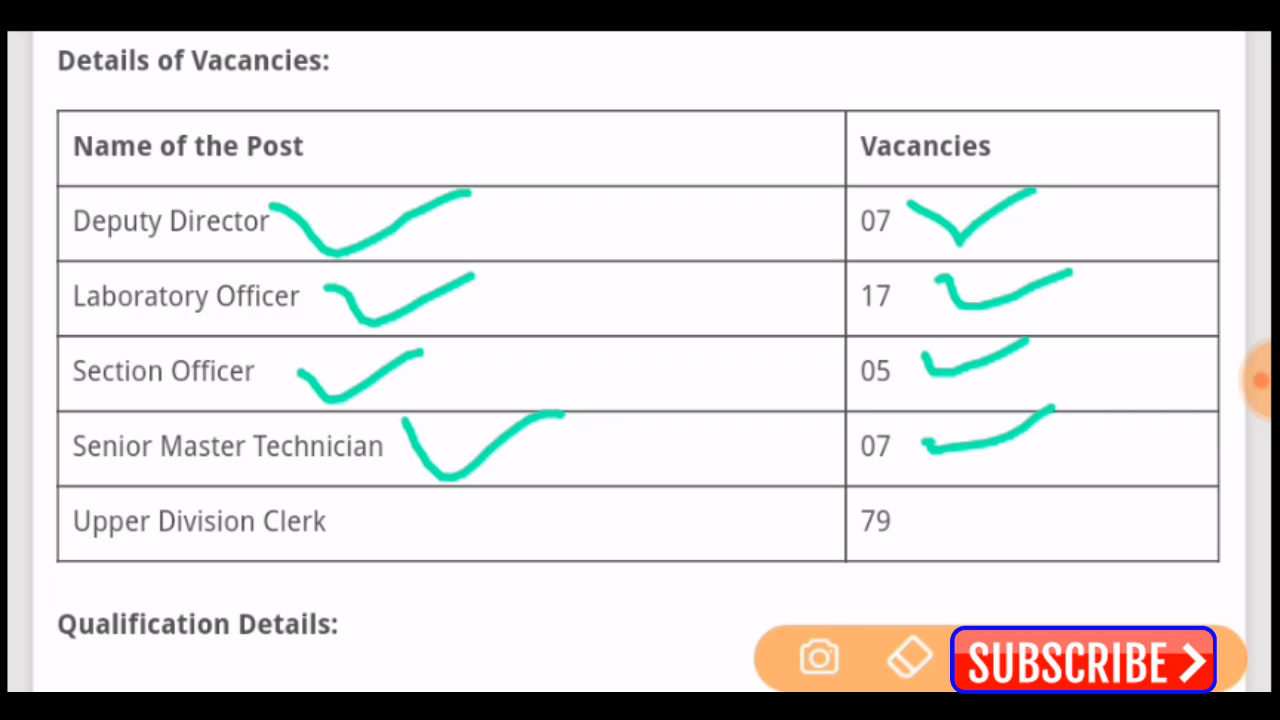 Details of Vacancies:
Name of the Post Vacancies
Deputy Director 07
Laboratory Officer 17
Section Officer 05
Senior Master Technician 07
Upper Division Clerk 79
Qualification Details:
SUBSCRIBE